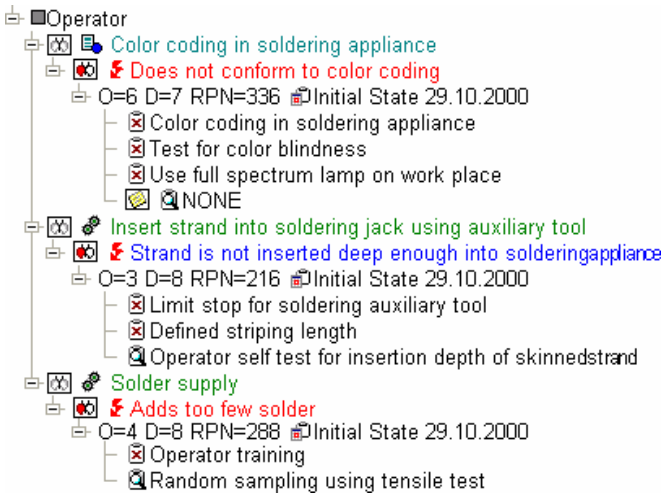 Operator
Color coding in soldering appliance
Does not conform to color coding
O=6 D=7 RPN=336 Initial State 29.10.2000
Color coding in soldering appliance
Test for color blindness
Use full spectrum lamp on work place
NONE
Insert strand into soldering jack using auxiliary tool
Strand is not inserted deep enough into solderingappliance
O=3 D=8 RPN=216 Initial State 29.10.2000
Limit stop for soldering auxiliary tool
Defined striping length
Operator self test for insertion depth of skinnedstrand
Solder supply
Adds too few solder
O=4 D=8 RPN=288 Initial State 29.10.2000
Operator training
Random sampling using tensile test